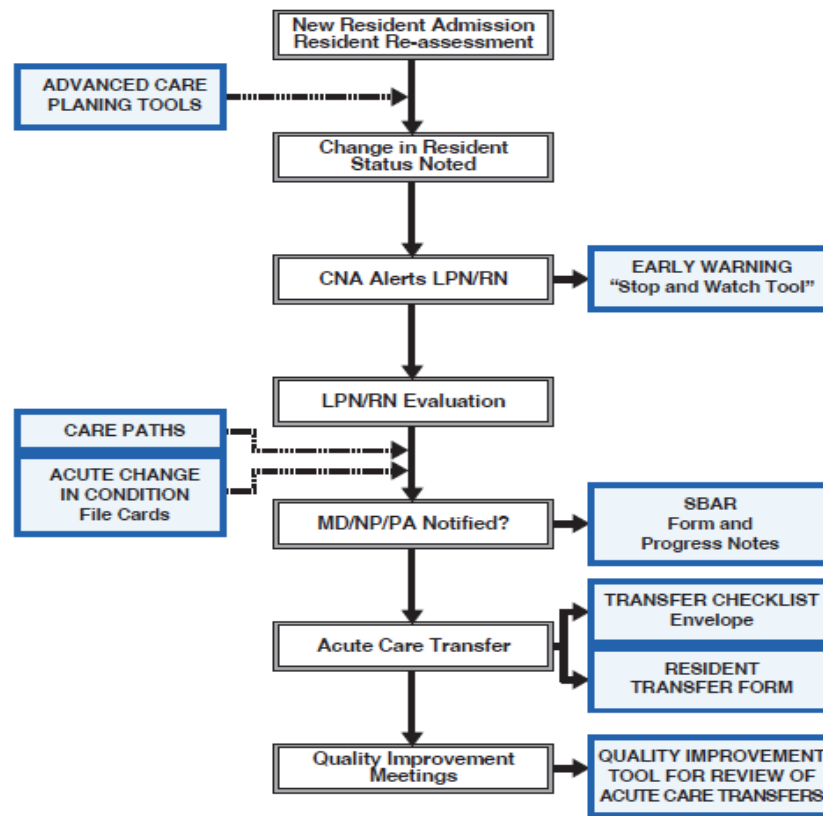 New Resident Admission
Resident Re-assessment
ADVANCED CARE
PLANING TOOLS
Change in Resident
Status Noted
CNA Alerts LPN/RN
EARLY WARNING
“Stop and Watch Tool”
LPN/RN Evaluation
CARE PATHS
ACUTE CHANGE
IN CONDITION
File Cards
MD/NP/PA Notified?
SBAR
Form and
Progress Notes
Acute Care Transfer
TRANSFER CHECKLIST
Envelope
RESIDENT
TRANSFER FORM
Quality Improvement
Meetings
QUALITY IMPROVEMENT
TOOL FOR REVIEW OF
ACUTE CARE TRANSFERS